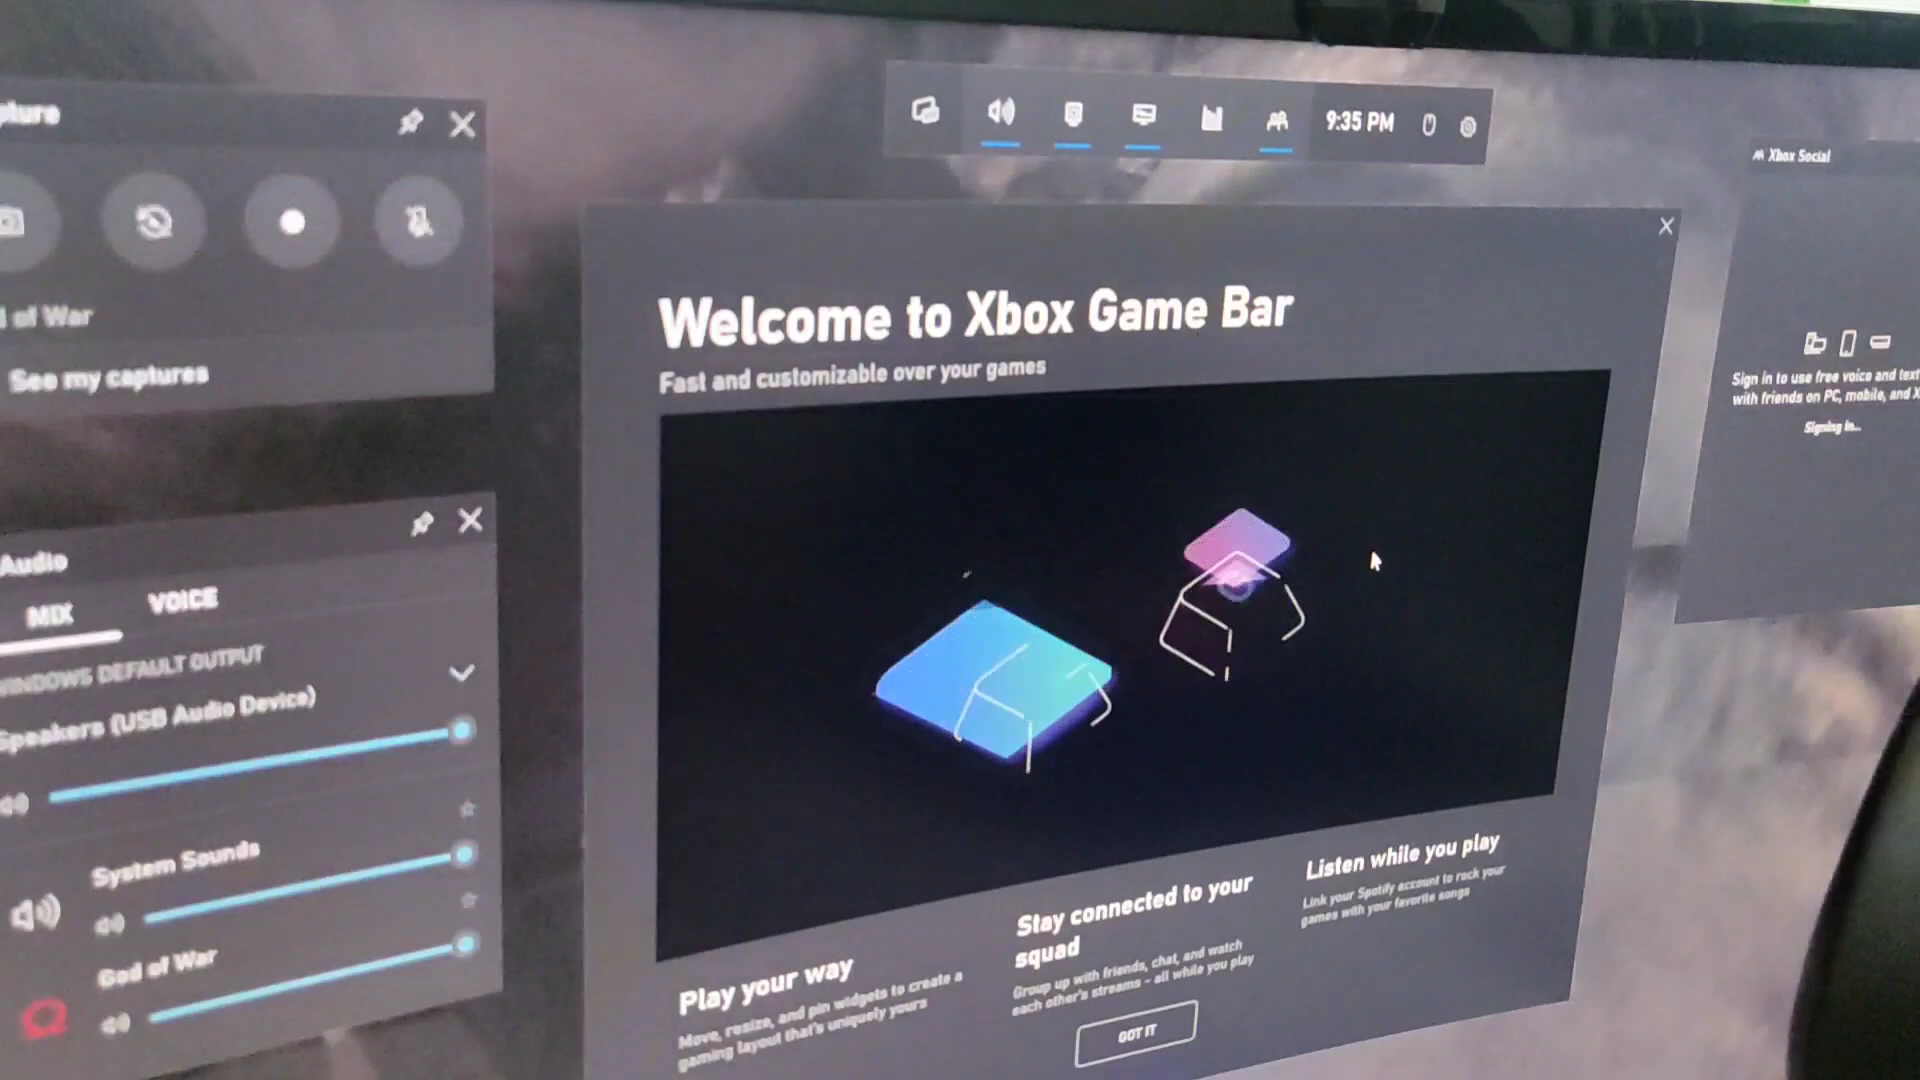 9:35 PM
Xbox Social
of War
See my captures
Welcome to Xbox Game Bar
Fast and customizable over your games
Sign in to use free voice and text
with friends on PC, mobile, and X
Signing in...
Audio
MIX
VOICE
WINDOWS DEFAULT OUTPUT
Speakers (USB Audio Device)
System Sounds
God of War
Play your way
Move, resize, and pin widgets to create a
gaming layout that's uniquely yours
Stay connected to your
squad
Group up with friends, chat, and watch
each other's streams - all while you play
Listen while you play
Link your Spotify account to rock your
games with your favorite songs
GOT IT